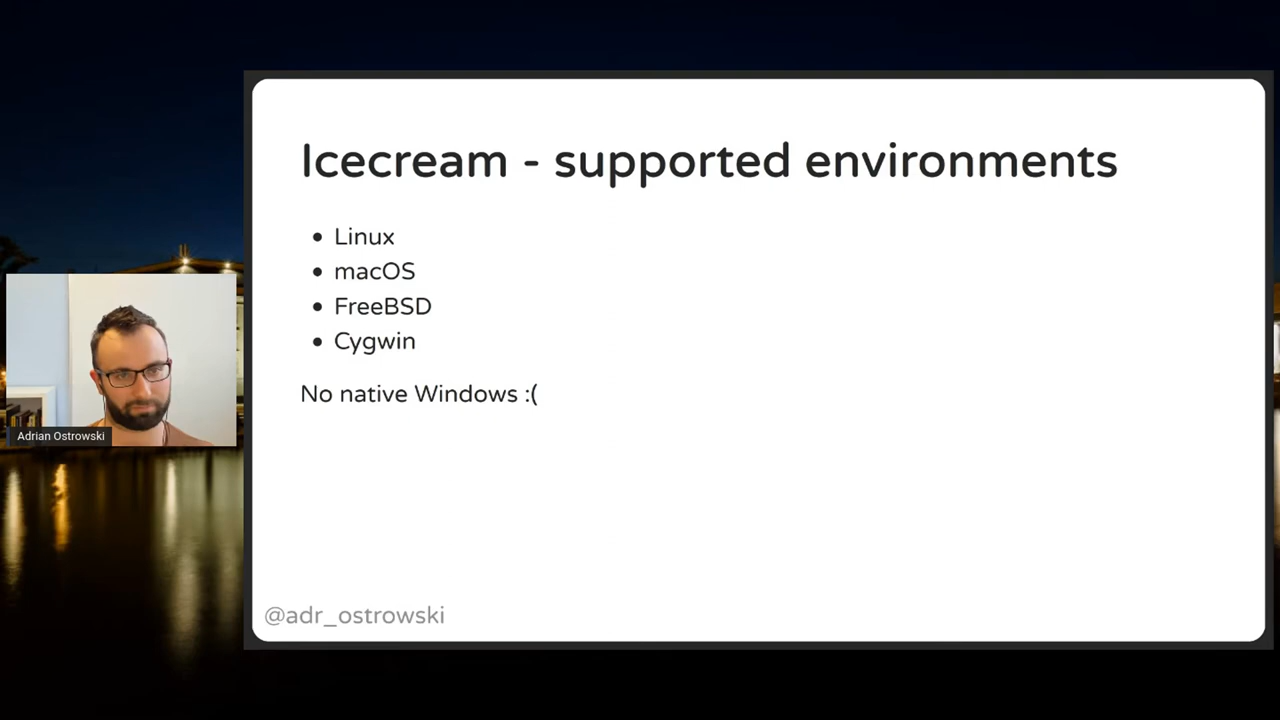 Icecream - supported environments
• Linux
• macOS
• FreeBSD
• Cygwin
No native Windows :(
@adr_ostrowski
Adrian Ostrowski